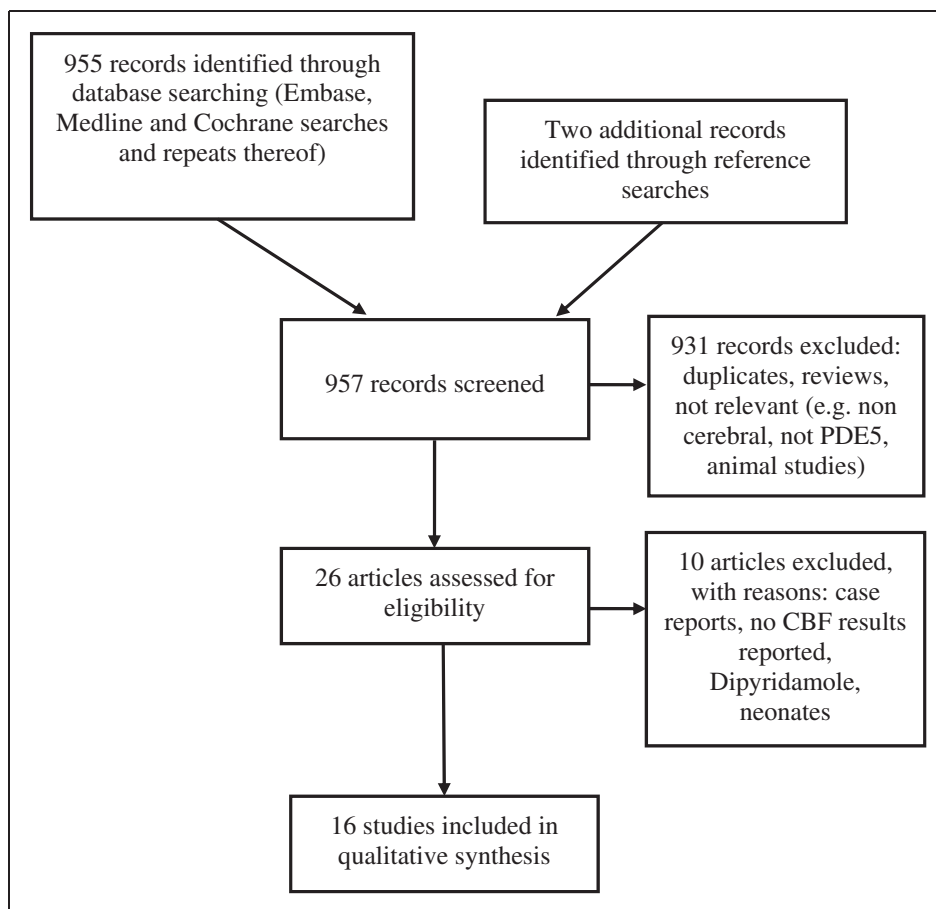 955 records identified through
database searching (Embase,
Medline and Cochrane searches
and repeats thereof)
Two additional records
identified through reference
searches
957 records screened
931 records excluded:
duplicates, reviews,
not relevant (e.g. non
cerebral, not PDE5,
animal studies)
26 articles assessed for
eligibility
10 articles excluded,
with reasons: case
reports, no CBF results
reported,
Dipyridamole,
neonates
16 studies included in
qualitative synthesis